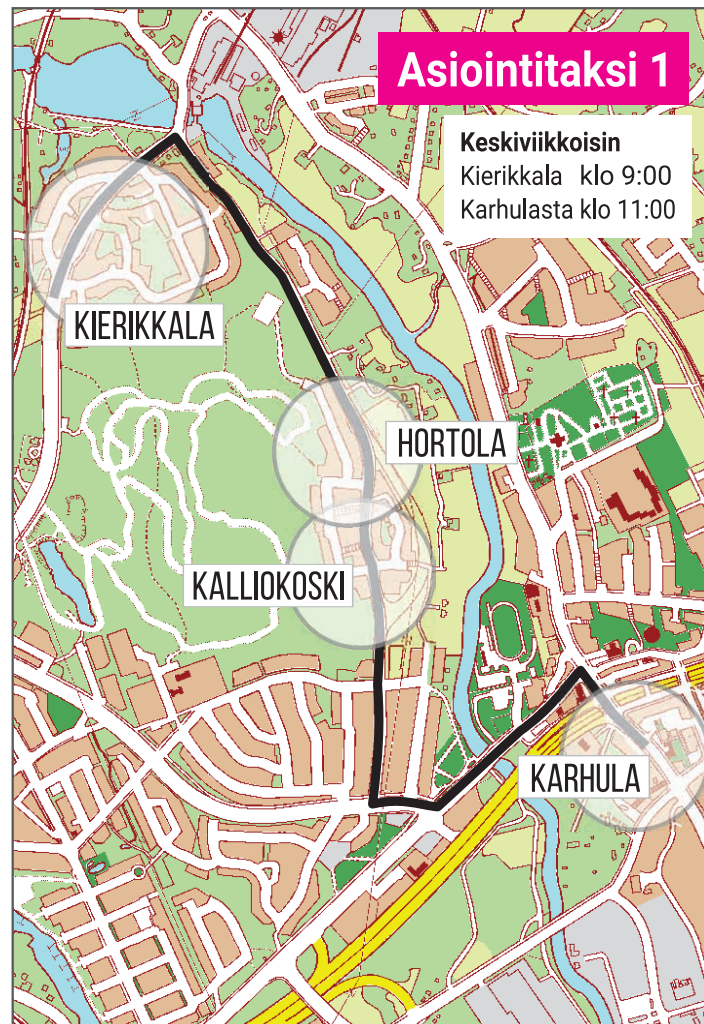 Asiointitaksi 1
Keskiviikkoisin
Kierikkala klo 9:00
Karhulasta klo 11:00
KIERIKKALA
HORTOLA
KALLIOKOSKI
KARHULA